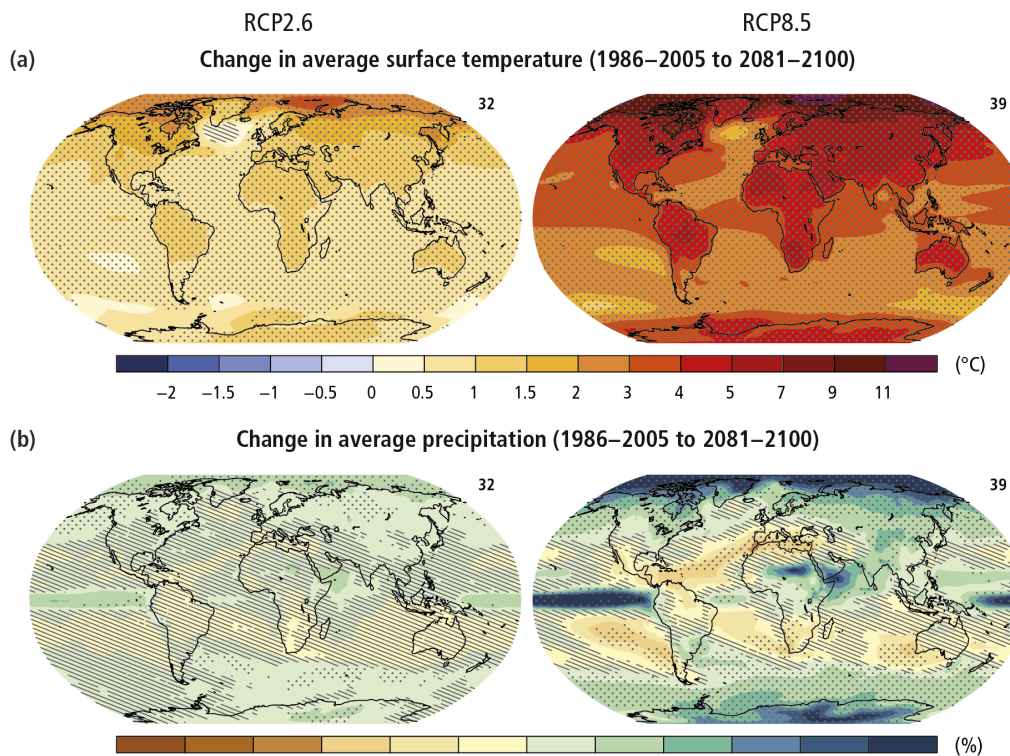 RCP2.6 RCP8.5
(a) Change in average surface temperature (1986–2005 to 2081–2100)
32 39
−2 −1.5 −1 −0.5 0 0.5 1 1.5 2 3 4 5 7 9 11 (°C)
(b) Change in average precipitation (1986–2005 to 2081–2100)
32 39
(%)